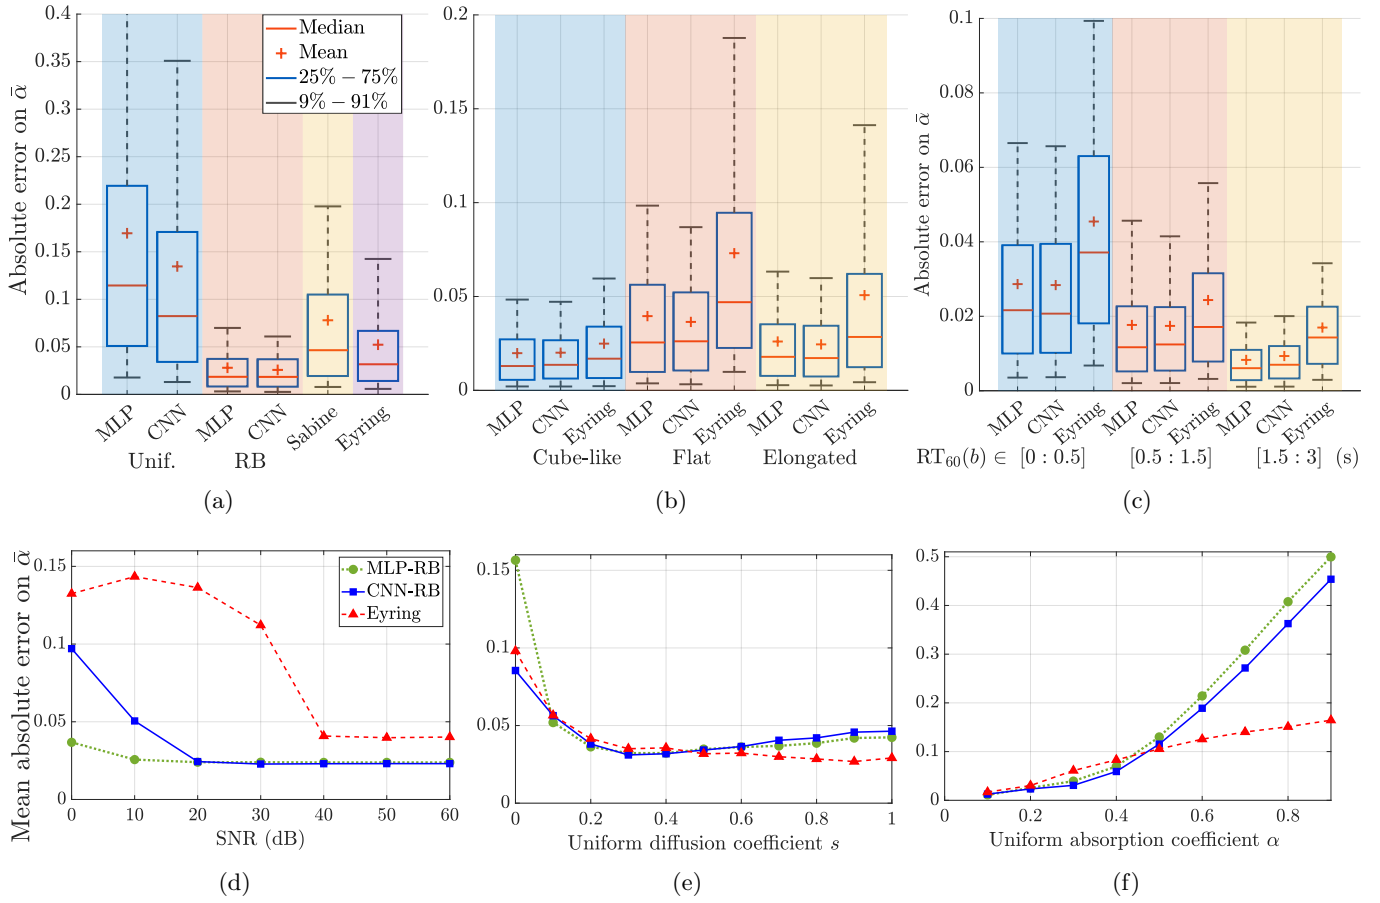 Absolute error on ᾱ
0.4
0.3
0.2
0.1
0.05
0
Median
Mean
25% − 75%
9% − 91%
MLP
CNN
MLP
CNN
Sabine
Eyring
Unif.
RB
(a)
0.2
0.15
0.1
0.05
0
MLP
CNN
Eyring
MLP
CNN
Eyring
MLP
CNN
Eyring
Cube-like
Flat
Elongated
(b)
Absolute error on ᾱ
0.1
0.08
0.06
0.04
0.02
0
MLP
CNN
Eyring
MLP
CNN
Eyring
MLP
CNN
Eyring
RT60(b) ∈ [0 : 0.5] [0.5 : 1.5] [1.5 : 3] (s)
(c)
Mean absolute error on ᾱ
0.15
0.1
0.05
0
MLP-RB
CNN-RB
Eyring
0 10 20 30 40 50 60
SNR (dB)
(d)
0.15
0.1
0.05
0
0 0.2 0.4 0.6 0.8 1
Uniform diffusion coefficient s
(e)
0.5
0.4
0.3
0.2
0.1
0
0 0.2 0.4 0.6 0.8
Uniform absorption coefficient α
(f)